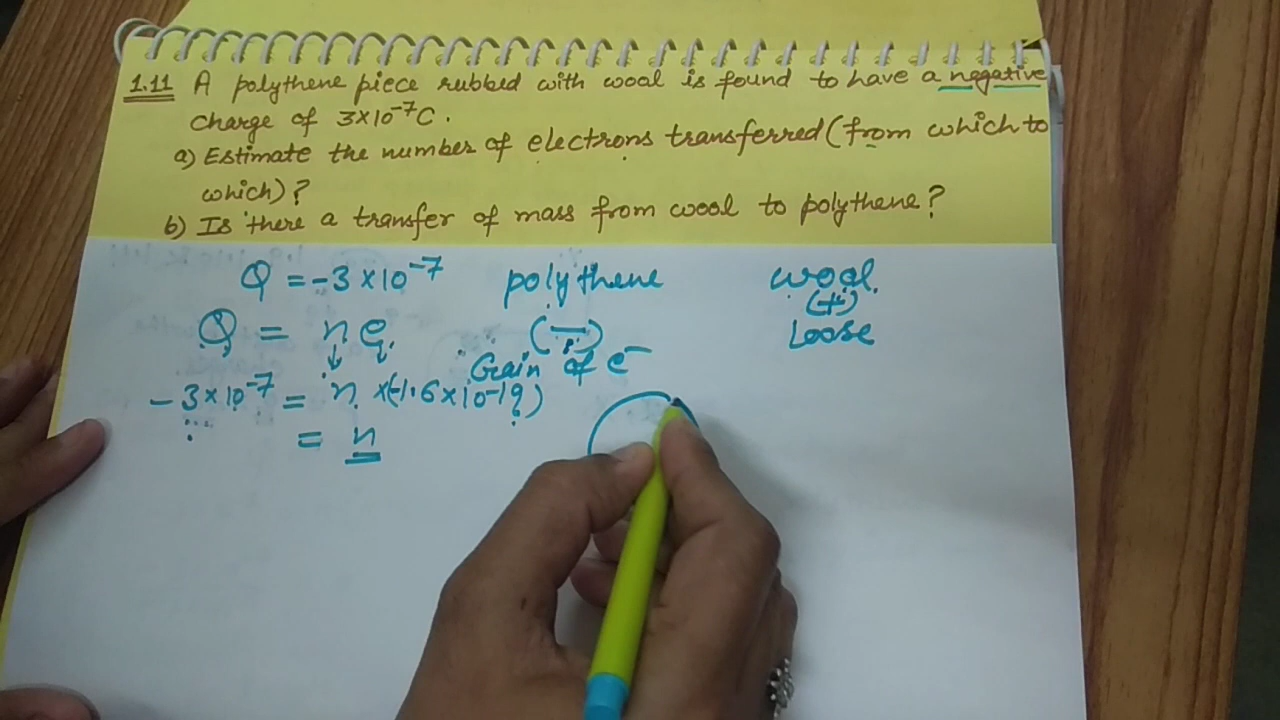 1.11 A polythene piece rubbed with wool is found to have a negative
charge of 3×10⁻⁷C.
a) Estimate the number of electrons transferred (from which to
which)?
b) Is there a transfer of mass from wool to polythene?
Q = -3 × 10⁻⁷ polythene wool
Q = n e (-) (+)
Gain of e⁻ Loose
- 3 × 10⁻⁷ = n ×(-1.6 × 10-19)
= n